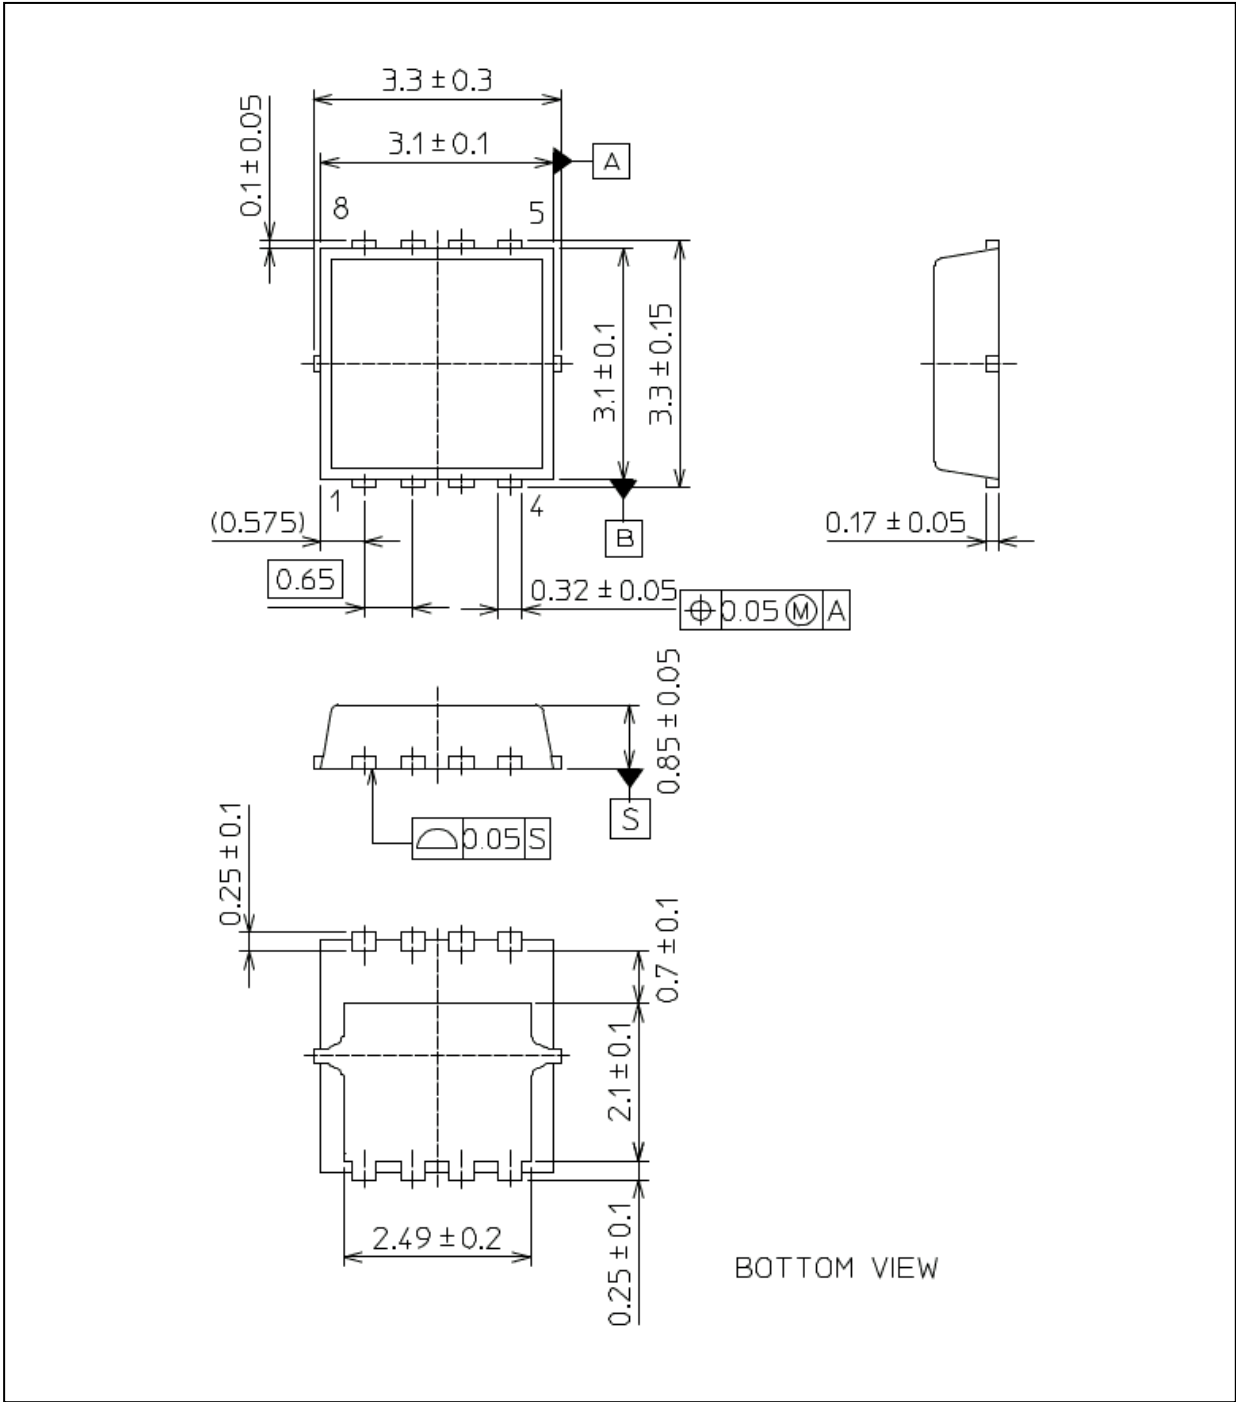 3.3 ± 0.3
3.1 ± 0.1
A
0.1 ± 0.05
8
5
3.1 ± 0.1
3.3 ± 0.15
1
4
(0.575)
B
0.17 ± 0.05
0.65
0.32 ± 0.05
⌖ 0.05 Ⓜ A
0.85 ± 0.05
S
⌓ 0.05 S
0.25 ± 0.1
0.7 ± 0.1
2.1 ± 0.1
2.49 ± 0.2
0.25 ± 0.1
BOTTOM VIEW